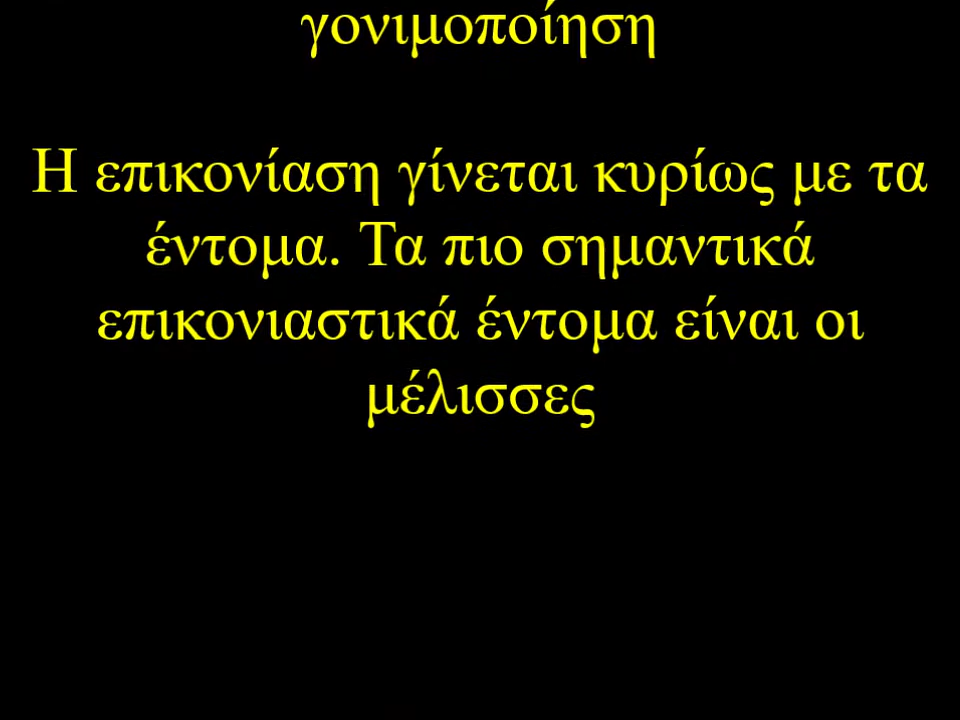 γονιμοποίηση
Η επικονίαση γίνεται κυρίως με τα
έντομα. Τα πιο σημαντικά
επικονιαστικά έντομα είναι οι
μέλισσες